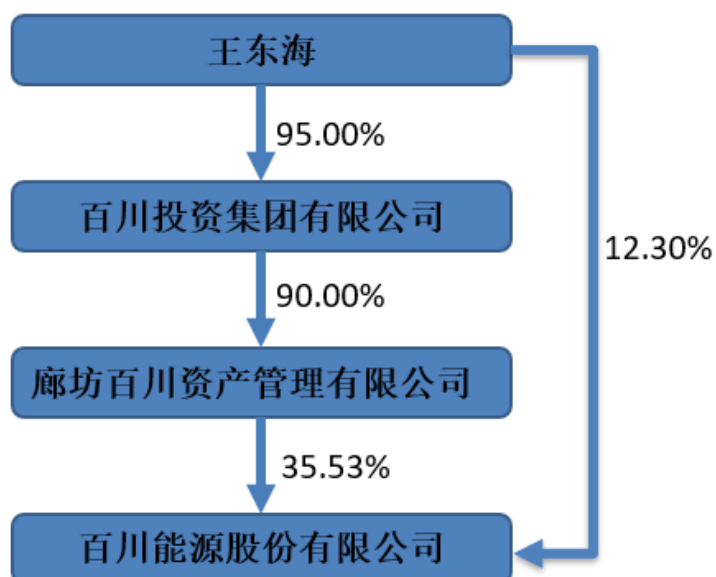 王东海
95.00%
百川投资集团有限公司
12.30%
90.00%
廊坊百川资产管理有限公司
35.53%
百川能源股份有限公司